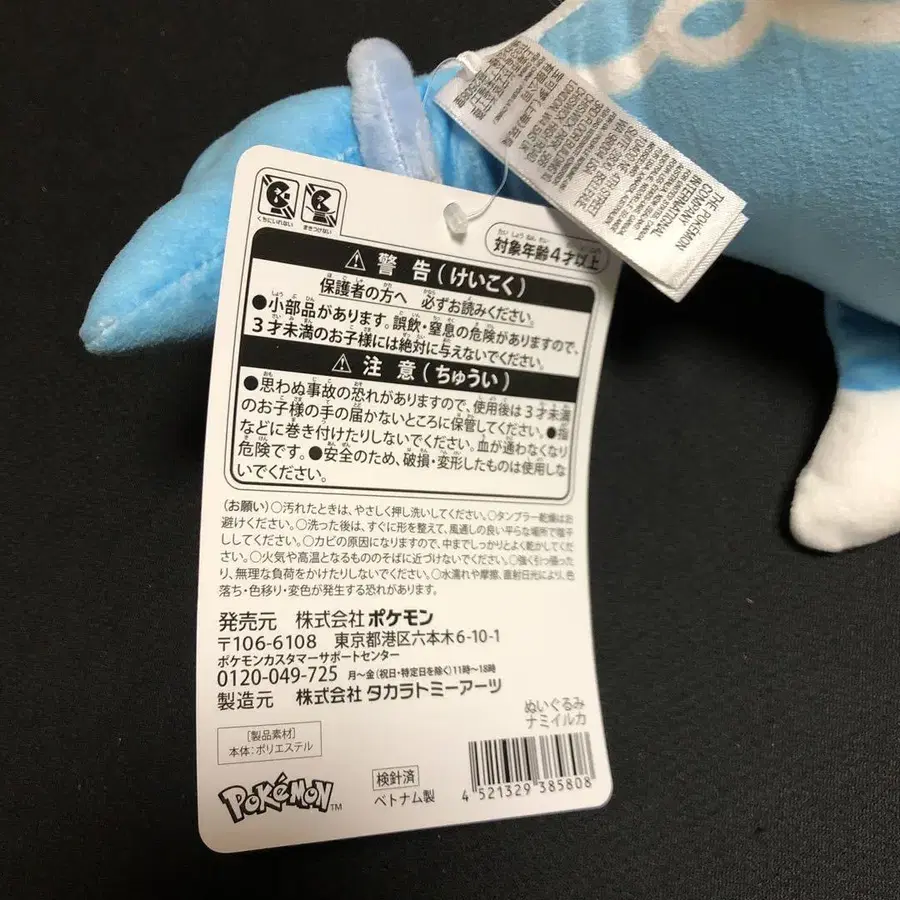 くちにいれない
まきつけない
対象年齢4才以上
たいしょうねんれい
⚠警告(けいこく)
保護者の方へ 必ずお読みください。
●小部品があります。誤飲・窒息の危険がありますので、
3才未満のお子様には絶対に与えないでください。
⚠注意(ちゅうい)
●思わぬ事故の恐れがありますので、使用後は3才未満
のお子様の手の届かないところに保管してください。●指
などに巻き付けたりしないでください。血が通わなくなり
危険です。●安全のため、破損・変形したものは使用しな
いでください。
(お願い)○汚れたときは、やさしく押し洗いしてください。○タンブラー乾燥はお
避けください。○洗った後は、すぐに形を整えて、風通しの良い平らな場所で陰干
ししてください。○カビの原因になりますので、中までしっかりとよく乾かしてくだ
さい。○火気や高温となるもののそばに近づけないでください。○強く引っ張った
り、無理な負荷をかけたりしないでください。○水濡れや摩擦、直射日光により、色
落ち・色移り・変色が発生する恐れがあります。
発売元 株式会社ポケモン
〒106-6108 東京都港区六本木6-10-1
ポケモンカスタマーサポートセンター
0120-049-725 月～金(祝日・特定日を除く)11時～18時
製造元 株式会社タカラトミーアーツ
[製品素材]
本体:ポリエステル
ぬいぐるみ
ナミイルカ
POKéMON™
検針済
ベトナム製
4 521329 385808
THE POKEMON
COMPANY
INTERNATIONAL